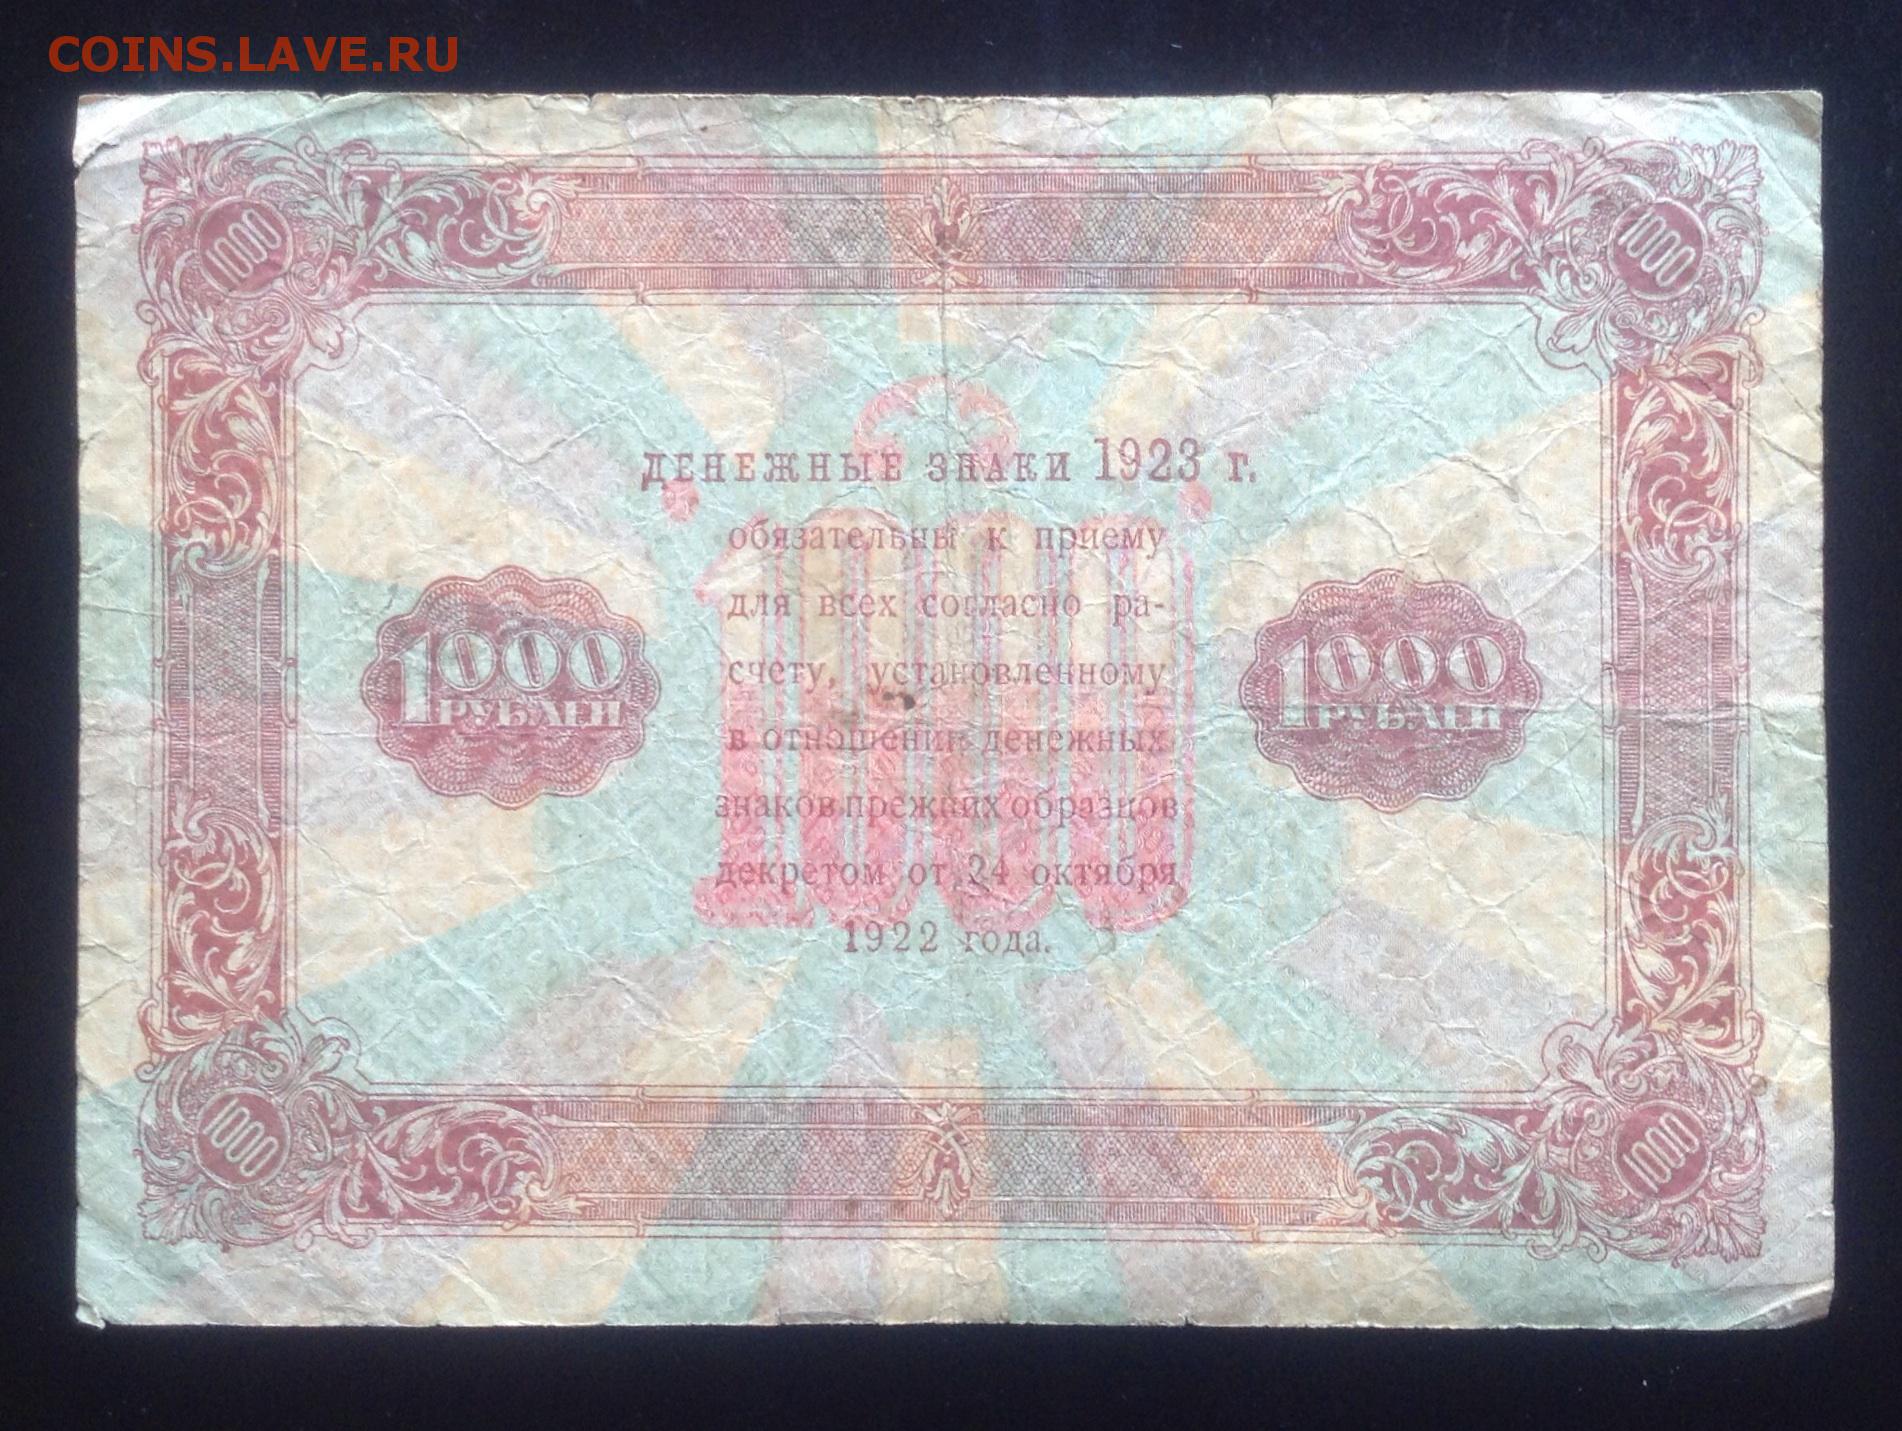 COINS.LAVE.RU
1000 1000
ДЕНЕЖНЫЕ ЗНАКИ 1923 г.
обязательны к приему
для всех согласно ра-
счету, установленному
в отношении денежных
знаков прежних образцов
декретом от 24 октября
1922 года.
1000
1000
РУБЛЕЙ
1000
РУБЛЕЙ
1000 1000